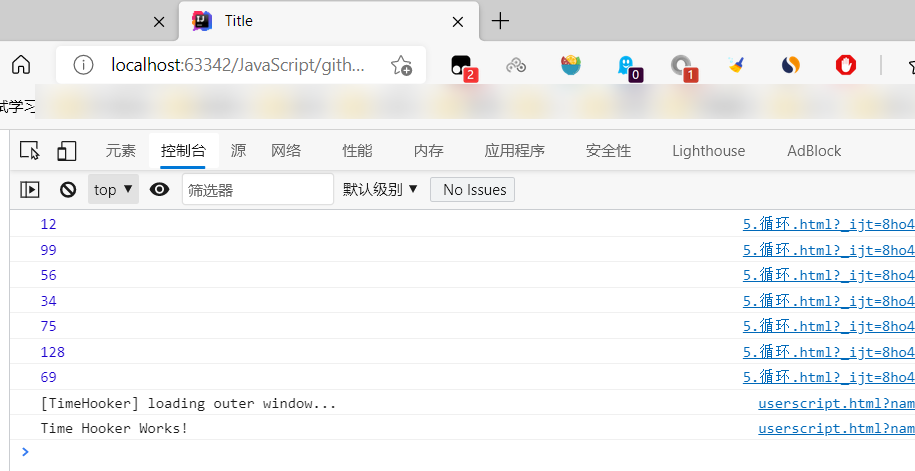 Title
localhost:63342/JavaScript/gith...
2
0
1
试学习
元素 控制台 源 网络 性能 内存 应用程序 安全性 Lighthouse AdBlock
top ▼ 筛选器 默认级别 ▼ No Issues
12 5.循环.html?_ijt=8ho4
99 5.循环.html?_ijt=8ho4
56 5.循环.html?_ijt=8ho4
34 5.循环.html?_ijt=8ho4
75 5.循环.html?_ijt=8ho4
128 5.循环.html?_ijt=8ho4
69 5.循环.html?_ijt=8ho4
[TimeHooker] loading outer window... userscript.html?nam
Time Hooker Works! userscript.html?nam
>